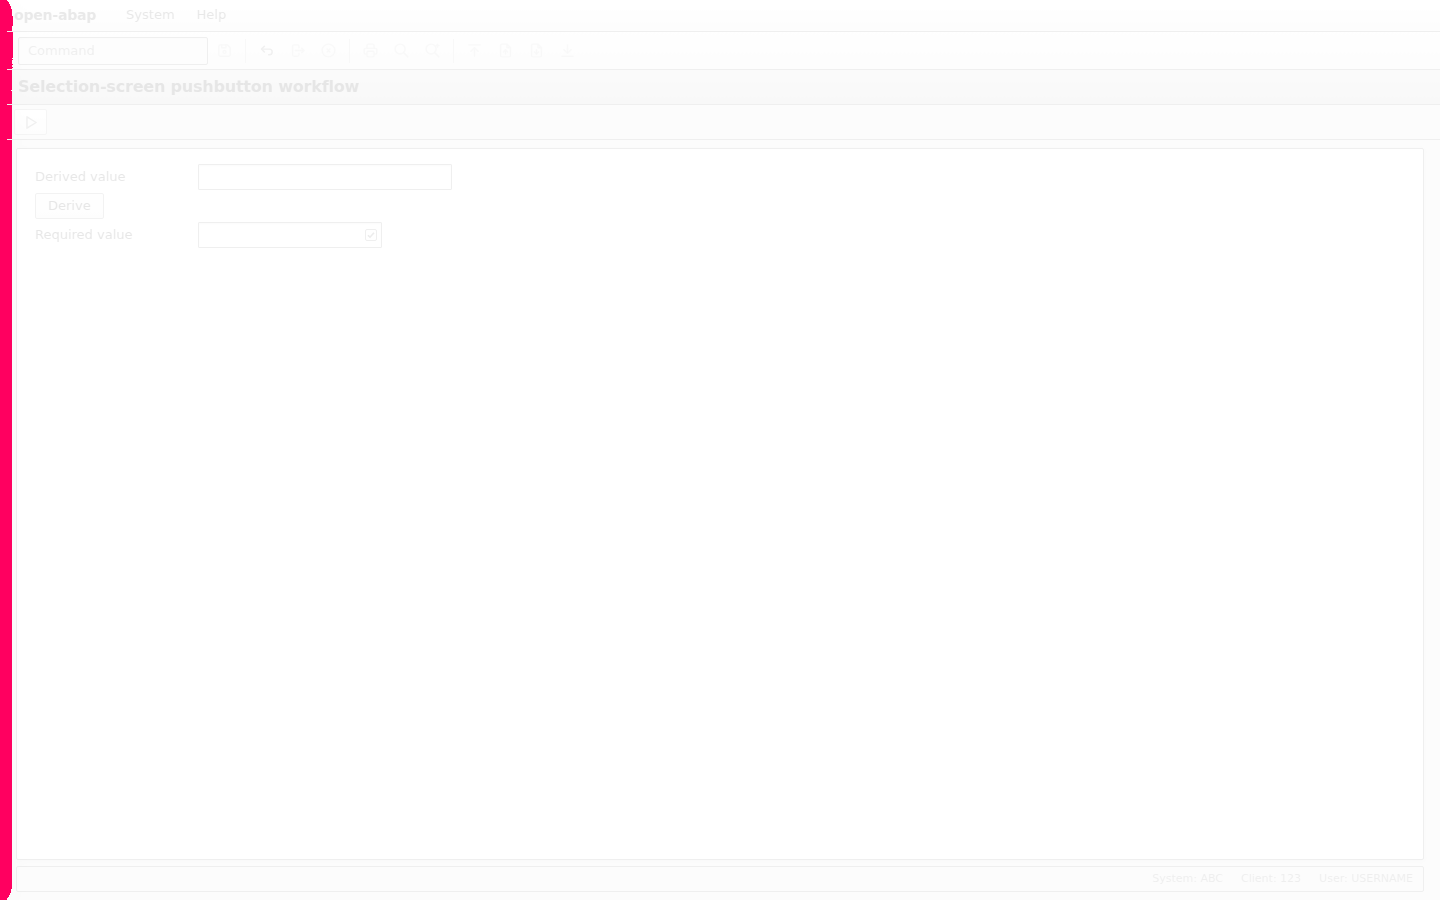 open-abap System Help
Command
Selection-screen pushbutton workflow
Derived value
Derive
Required value
System: ABC Client: 123 User: USERNAME